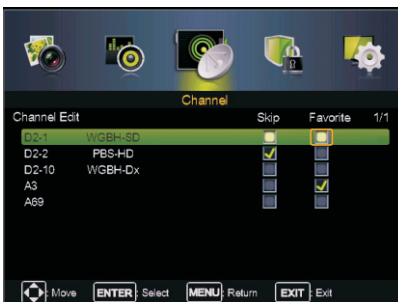 Channel
Channel Edit Skip Favorite 1/1
D2-1 WGBH-SD
D2-2 PBS-HD
D2-10 WGBH-Dx
A3
A69
: Move ENTER : Select MENU : Return EXIT : Exit